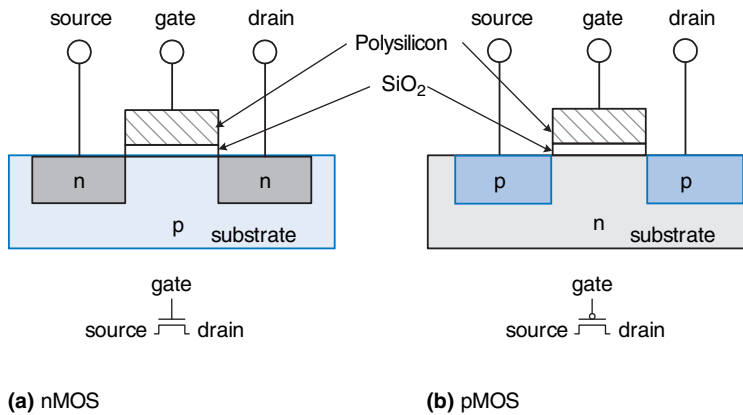 source gate drain
Polysilicon
SiO₂
n n
p
substrate
gate
source drain
(a) nMOS
source gate drain
p p
n
substrate
gate
source drain
(b) pMOS